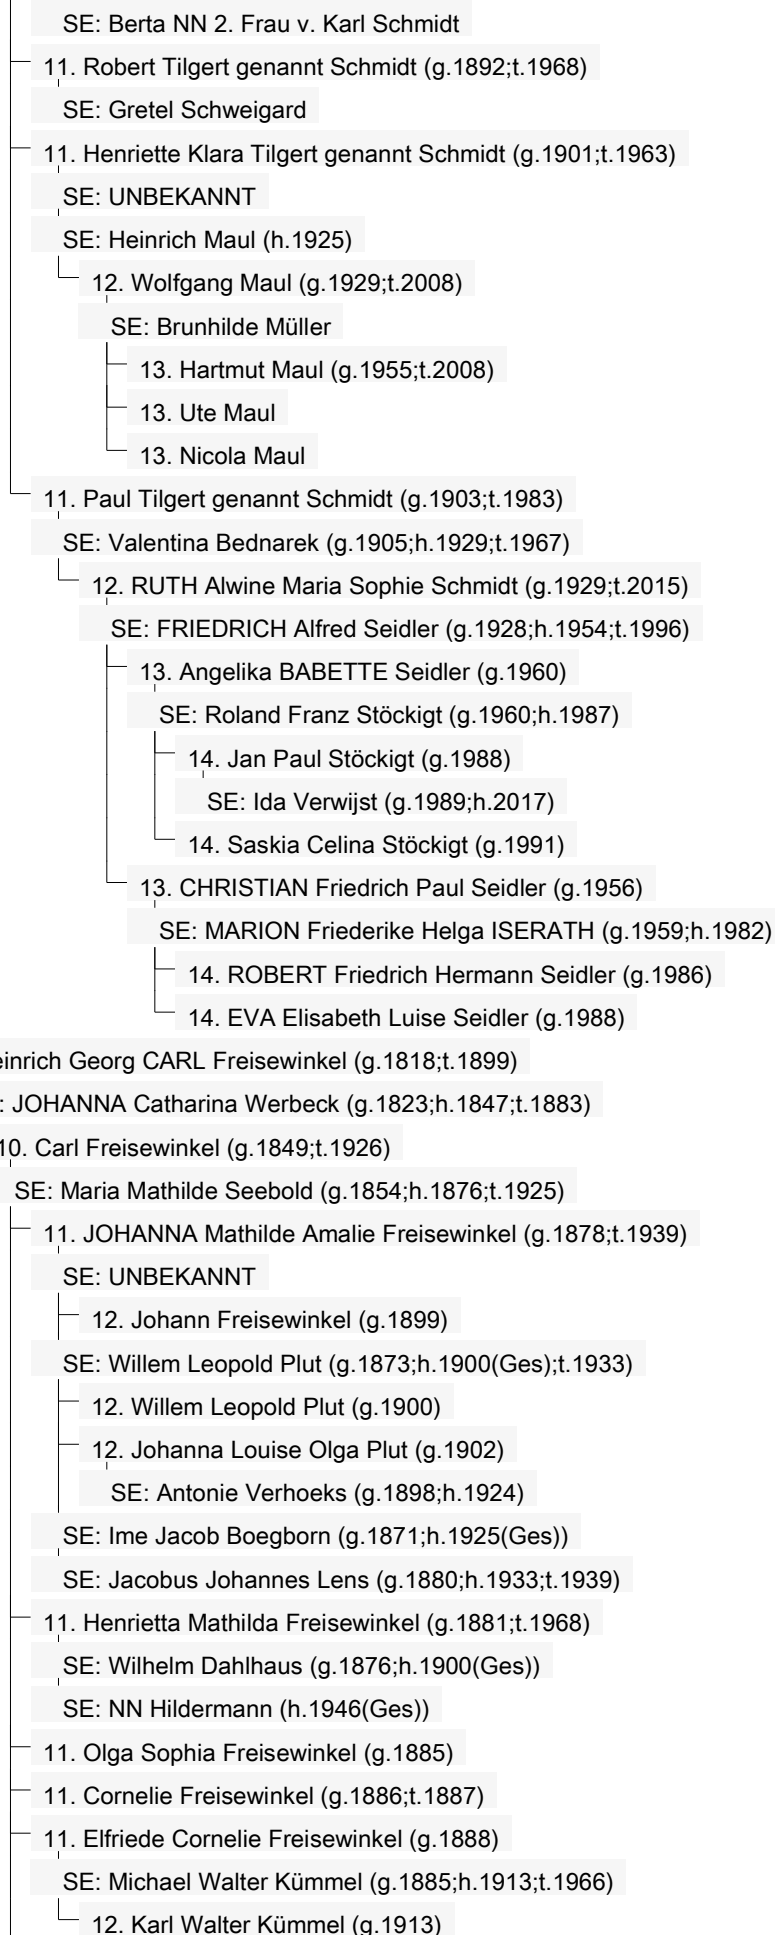 SE: Berta NN 2. Frau v. Karl Schmidt
11. Robert Tilgert genannt Schmidt (g.1892;t.1968)
SE: Gretel Schweigard
11. Henriette Klara Tilgert genannt Schmidt (g.1901;t.1963)
SE: UNBEKANNT
SE: Heinrich Maul (h.1925)
12. Wolfgang Maul (g.1929;t.2008)
SE: Brunhilde Müller
13. Hartmut Maul (g.1955;t.2008)
13. Ute Maul
13. Nicola Maul
11. Paul Tilgert genannt Schmidt (g.1903;t.1983)
SE: Valentina Bednarek (g.1905;h.1929;t.1967)
12. RUTH Alwine Maria Sophie Schmidt (g.1929;t.2015)
SE: FRIEDRICH Alfred Seidler (g.1928;h.1954;t.1996)
13. Angelika BABETTE Seidler (g.1960)
SE: Roland Franz Stöckigt (g.1960;h.1987)
14. Jan Paul Stöckigt (g.1988)
SE: Ida Verwijst (g.1989;h.2017)
14. Saskia Celina Stöckigt (g.1991)
13. CHRISTIAN Friedrich Paul Seidler (g.1956)
SE: MARION Friederike Helga ISERATH (g.1959;h.1982)
14. ROBERT Friedrich Hermann Seidler (g.1986)
14. EVA Elisabeth Luise Seidler (g.1988)
einrich Georg CARL Freisewinkel (g.1818;t.1899)
: JOHANNA Catharina Werbeck (g.1823;h.1847;t.1883)
10. Carl Freisewinkel (g.1849;t.1926)
SE: Maria Mathilde Seebold (g.1854;h.1876;t.1925)
11. JOHANNA Mathilde Amalie Freisewinkel (g.1878;t.1939)
SE: UNBEKANNT
12. Johann Freisewinkel (g.1899)
SE: Willem Leopold Plut (g.1873;h.1900(Ges);t.1933)
12. Willem Leopold Plut (g.1900)
12. Johanna Louise Olga Plut (g.1902)
SE: Antonie Verhoeks (g.1898;h.1924)
SE: Ime Jacob Boegborn (g.1871;h.1925(Ges))
SE: Jacobus Johannes Lens (g.1880;h.1933;t.1939)
11. Henrietta Mathilda Freisewinkel (g.1881;t.1968)
SE: Wilhelm Dahlhaus (g.1876;h.1900(Ges))
SE: NN Hildermann (h.1946(Ges))
11. Olga Sophia Freisewinkel (g.1885)
11. Cornelie Freisewinkel (g.1886;t.1887)
11. Elfriede Cornelie Freisewinkel (g.1888)
SE: Michael Walter Kümmel (g.1885;h.1913;t.1966)
12. Karl Walter Kümmel (g.1913)